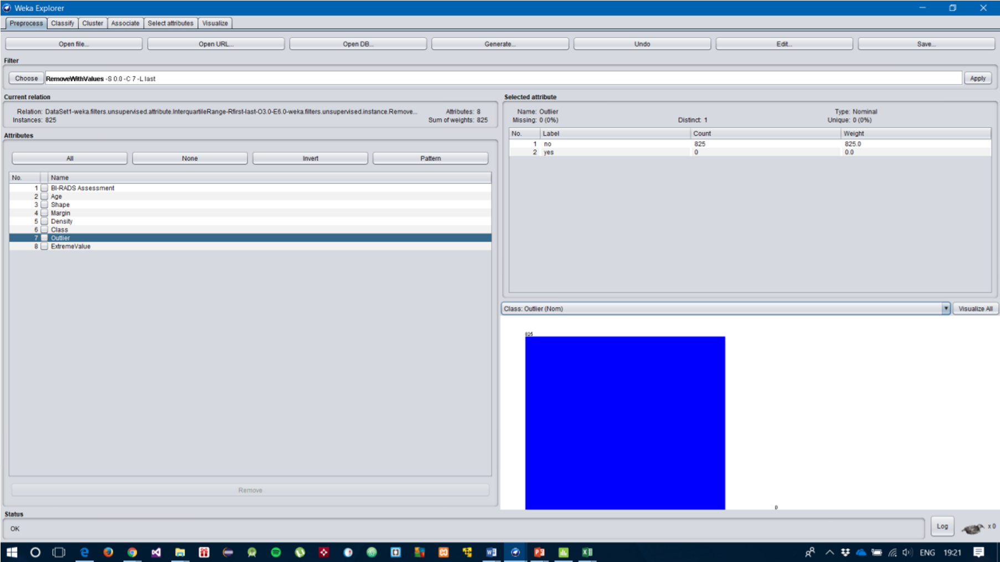 Weka Explorer
Preprocess Classify Cluster Associate Select attributes Visualize
Open file... Open URL... Open DB... Generate... Undo Edit... Save...
Filter
Choose RemoveWithValues -S 0.0 -C 7 -L last Apply
Current relation
Relation: DataSet1-weka.filters.unsupervised.attribute.InterquartileRange-Rfirst-last-O3.0-E6.0-weka.filters.unsupervised.instance.Remove... Attributes: 8
Instances: 825 Sum of weights: 825
Attributes
All None Invert Pattern
No. Name
1 BI-RADS Assessment
2 Age
3 Shape
4 Margin
5 Density
6 Class
7 Outlier
8 ExtremeValue
Remove
Selected attribute
Name: Outlier Type: Nominal
Missing: 0 (0%) Distinct: 1 Unique: 0 (0%)
No. Label Count Weight
1 no 825 825.0
2 yes 0 0.0
Class: Outlier (Nom) Visualize All
825
0
Status
OK
Log x 0
ENG 19:21